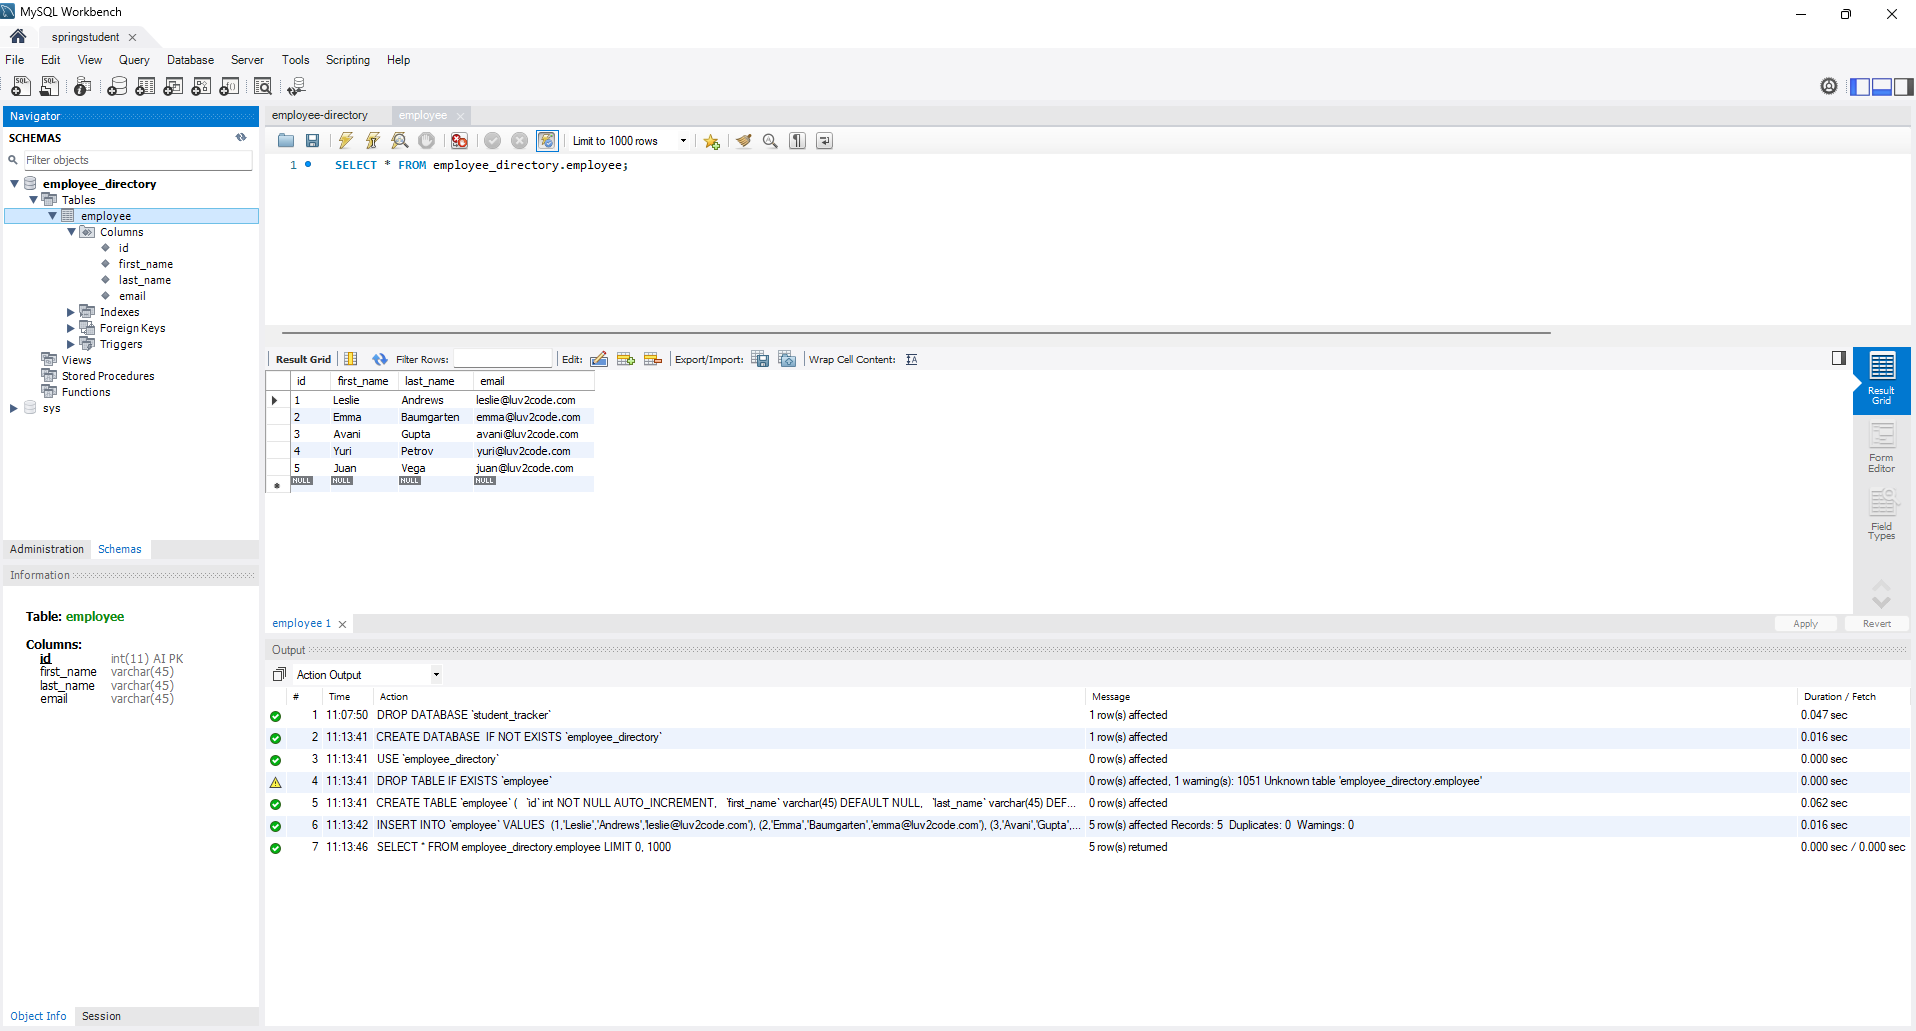 MySQL Workbench
springstudent
File Edit View Query Database Server Tools Scripting Help
Navigator
SCHEMAS
Filter objects
employee_directory
Tables
employee
Columns
id
first_name
last_name
email
Indexes
Foreign Keys
Triggers
Views
Stored Procedures
Functions
sys
Administration Schemas
Information
Table: employee
Columns:
id int(11) AI PK
first_name varchar(45)
last_name varchar(45)
email varchar(45)
Object Info Session
employee-directory employee
Limit to 1000 rows
1 SELECT * FROM employee_directory.employee;
Result Grid Filter Rows: Edit: Export/Import: Wrap Cell Content:
id first_name last_name email
1 Leslie Andrews leslie@luv2code.com
2 Emma Baumgarten emma@luv2code.com
3 Avani Gupta avani@luv2code.com
4 Yuri Petrov yuri@luv2code.com
5 Juan Vega juan@luv2code.com
NULL NULL NULL NULL
Result
Grid
Form
Editor
Field
Types
employee 1 Apply Revert
Output
Action Output
# Time Action Message Duration / Fetch
1 11:07:50 DROP DATABASE `student_tracker` 1 row(s) affected 0.047 sec
2 11:13:41 CREATE DATABASE  IF NOT EXISTS `employee_directory` 1 row(s) affected 0.016 sec
3 11:13:41 USE `employee_directory` 0 row(s) affected 0.000 sec
4 11:13:41 DROP TABLE IF EXISTS `employee` 0 row(s) affected, 1 warning(s): 1051 Unknown table 'employee_directory.employee' 0.000 sec
5 11:13:41 CREATE TABLE `employee` (   `id` int NOT NULL AUTO_INCREMENT,   `first_name` varchar(45) DEFAULT NULL,   `last_name` varchar(45) DEF... 0 row(s) affected 0.062 sec
6 11:13:42 INSERT INTO `employee` VALUES  (1,'Leslie','Andrews','leslie@luv2code.com'), (2,'Emma','Baumgarten','emma@luv2code.com'), (3,'Avani','Gupta',... 5 row(s) affected Records: 5  Duplicates: 0  Warnings: 0 0.016 sec
7 11:13:46 SELECT * FROM employee_directory.employee LIMIT 0, 1000 5 row(s) returned 0.000 sec / 0.000 sec